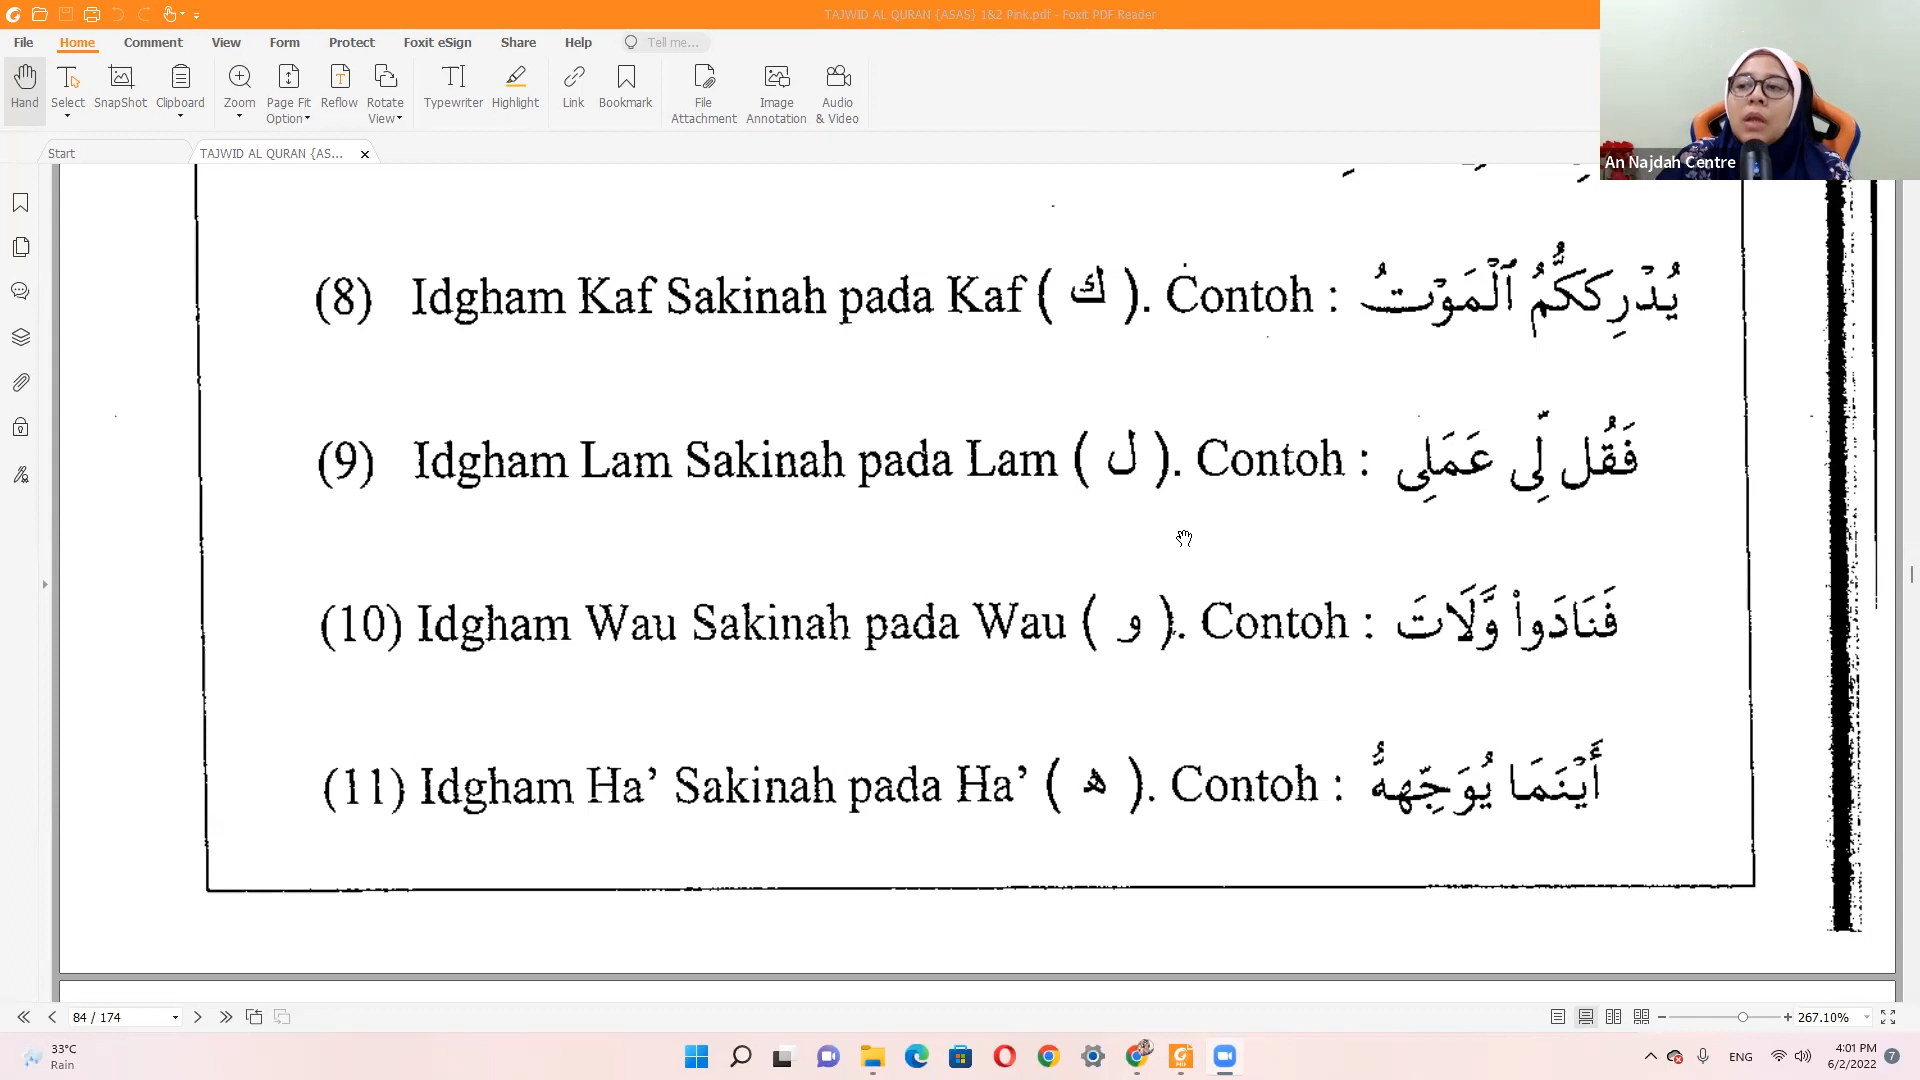 TAJWID AL QURAN {ASAS} 1&2 Pink.pdf - Foxit PDF Reader
File Home Comment View Form Protect Foxit eSign Share Help Tell me...
Hand Select SnapShot Clipboard Zoom Page Fit Option Reflow Rotate View Typewriter Highlight Link Bookmark File Attachment Image Annotation Audio & Video
An Najdah Centre
Start TAJWID AL QURAN {AS...
(8) Idgham Kaf Sakinah pada Kaf ( ك ). Contoh : يُدْرِككُّمُ ٱلْمَوْتُ
(9) Idgham Lam Sakinah pada Lam ( ل ). Contoh : فَقُل لِّى عَمَلِى
(10) Idgham Wau Sakinah pada Wau ( و ). Contoh : فَنَادَوا۟ وَّلَاتَ
(11) Idgham Ha’ Sakinah pada Ha’ ( ه ). Contoh : أَيْنَمَا يُوَجِّههُّ
84 / 174
267.10%
33°C
Rain
ENG
4:01 PM
6/2/2022
7